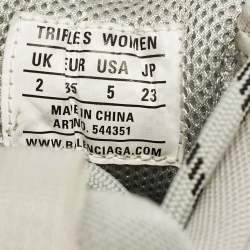 TRIPLE S WOMEN
UK EUR USA JP
2 35 5 23
MADE IN CHINA
ART.NO. 544351
WWW.BALENCIAGA.COM